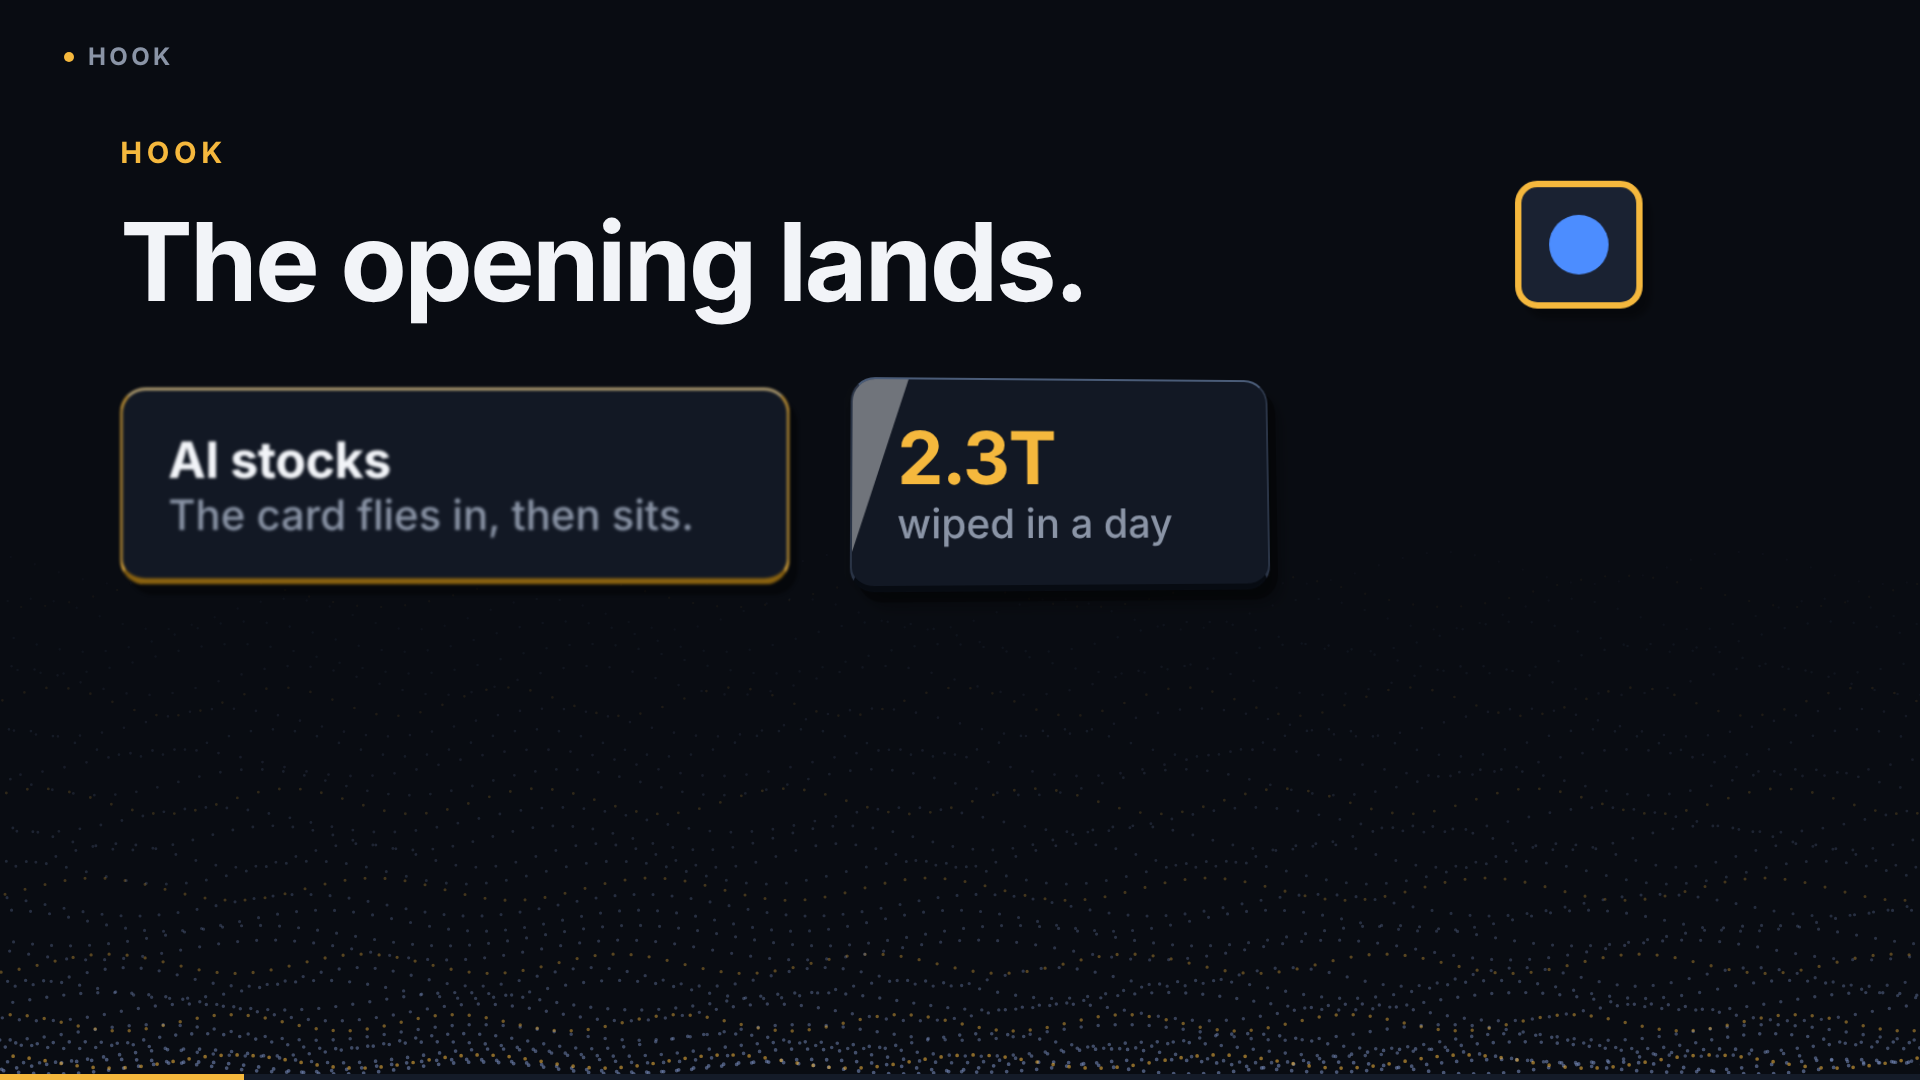 HOOK
HOOK
The opening lands.
AI stocks
The card flies in, then sits.
2.3T
wiped in a day